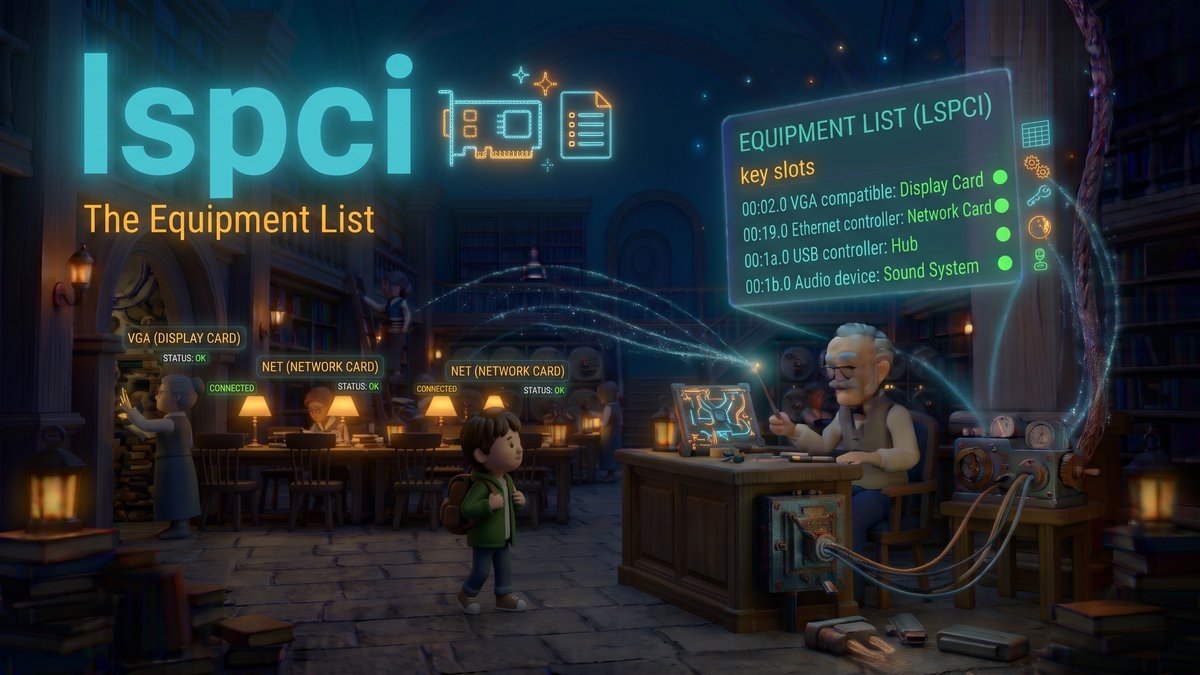 lspci
The Equipment List
EQUIPMENT LIST (LSPCI)
key slots
00:02.0 VGA compatible: Display Card
00:19.0 Ethernet controller: Network Card
00:1a.0 USB controller: Hub
00:1b.0 Audio device: Sound System
VGA (DISPLAY CARD)
STATUS: OK
CONNECTED
NET (NETWORK CARD)
STATUS: OK
CONNECTED
NET (NETWORK CARD)
STATUS: OK